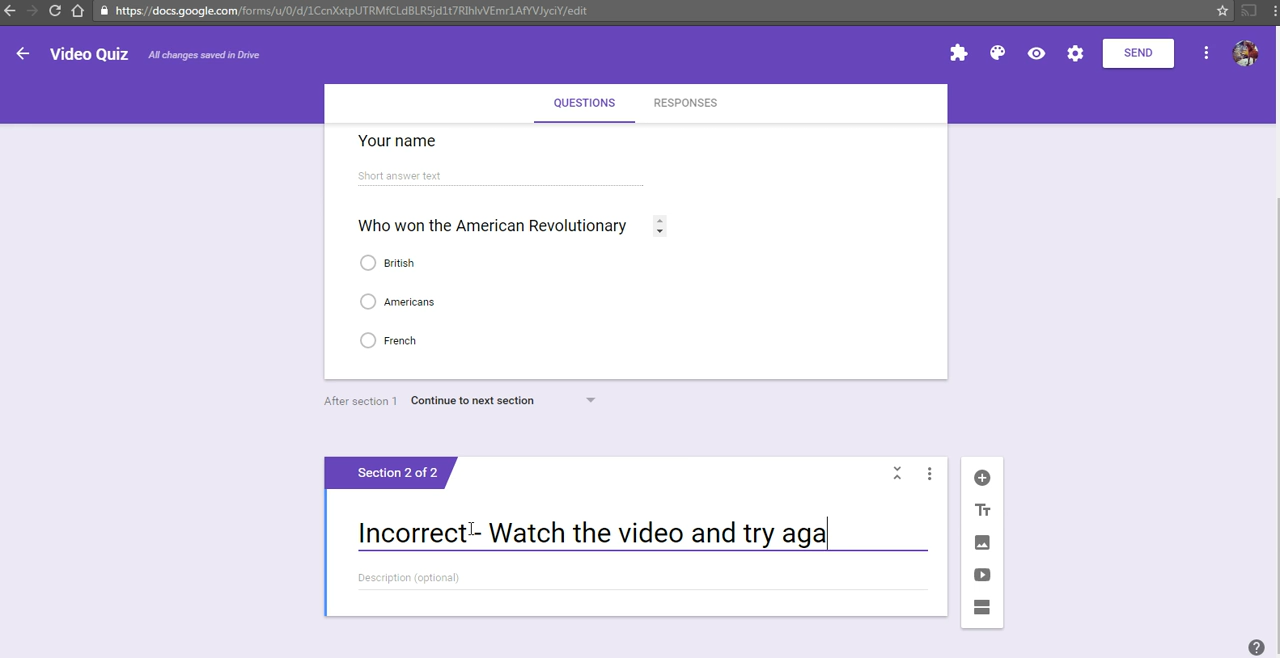 https://docs.google.com/forms/u/0/d/1CcnXxtpUTRMfCLdBLR5jd1t7RIhlvVEmr1AfYVJyciY/edit
Video Quiz All changes saved in Drive SEND
QUESTIONS RESPONSES
Your name
Short answer text
Who won the American Revolutionary
British
Americans
French
After section 1 Continue to next section
Section 2 of 2
Incorrect - Watch the video and try aga
Description (optional)